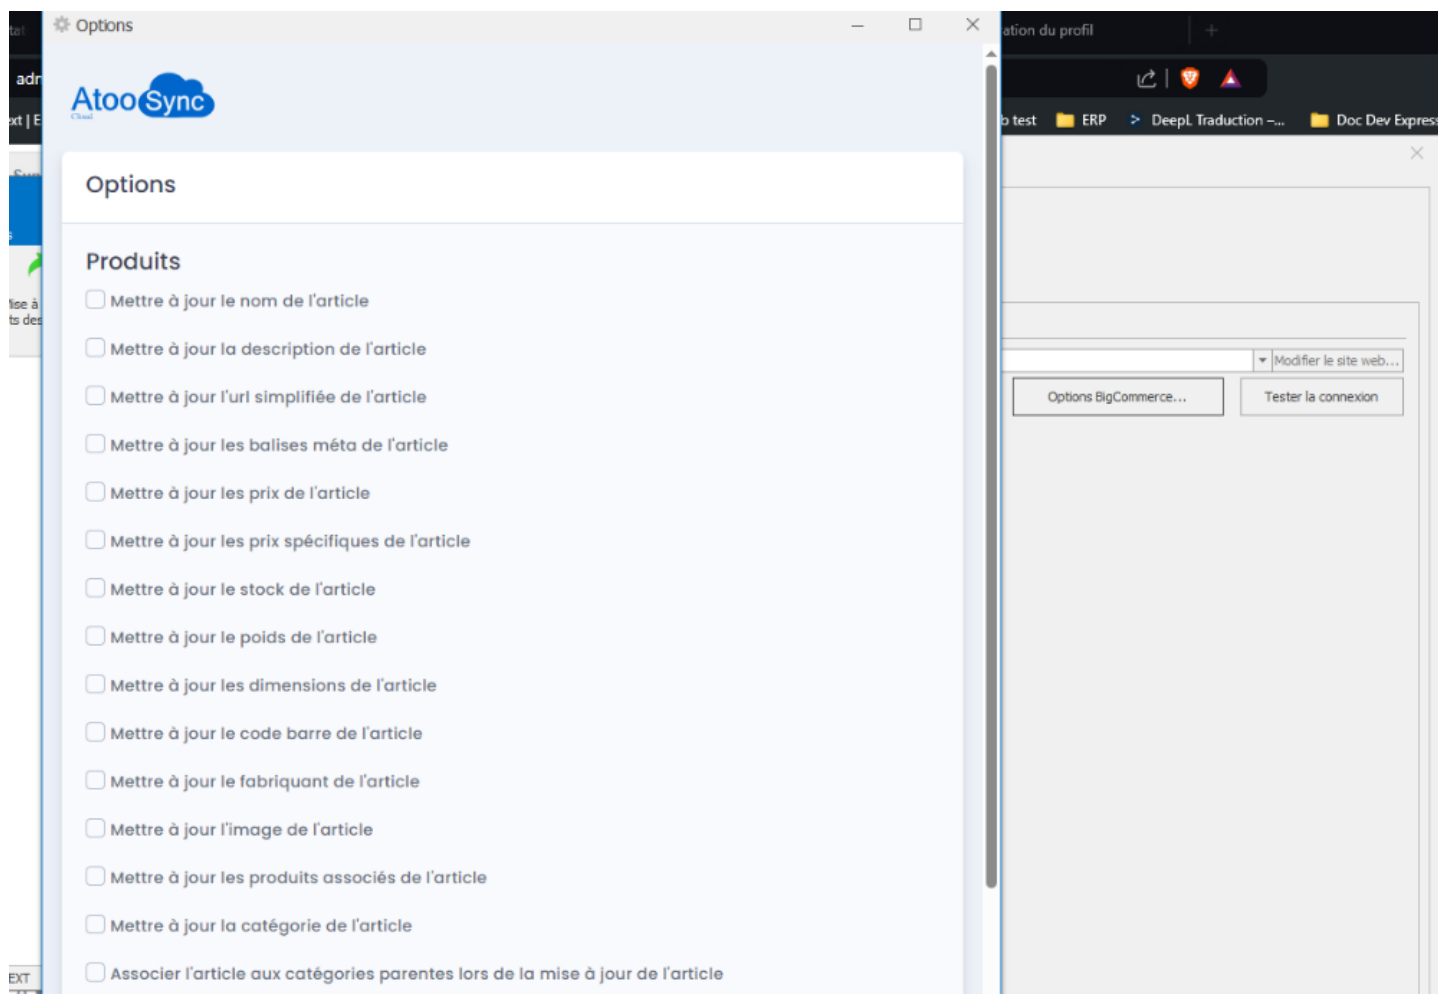 Options
ation du profil
adr
b test
ERP
DeepL Traduction –...
Doc Dev Express
AtooSync
Cloud
Options
Produits
Mettre à jour le nom de l'article
Mettre à jour la description de l'article
Modifier le site web...
Mettre à jour l'url simplifiée de l'article
Options BigCommerce...
Tester la connexion
Mettre à jour les balises méta de l'article
Mettre à jour les prix de l'article
Mettre à jour les prix spécifiques de l'article
Mettre à jour le stock de l'article
Mettre à jour le poids de l'article
Mettre à jour les dimensions de l'article
Mettre à jour le code barre de l'article
Mettre à jour le fabriquant de l'article
Mettre à jour l'image de l'article
Mettre à jour les produits associés de l'article
Mettre à jour la catégorie de l'article
Associer l'article aux catégories parentes lors de la mise à jour de l'article
EXT